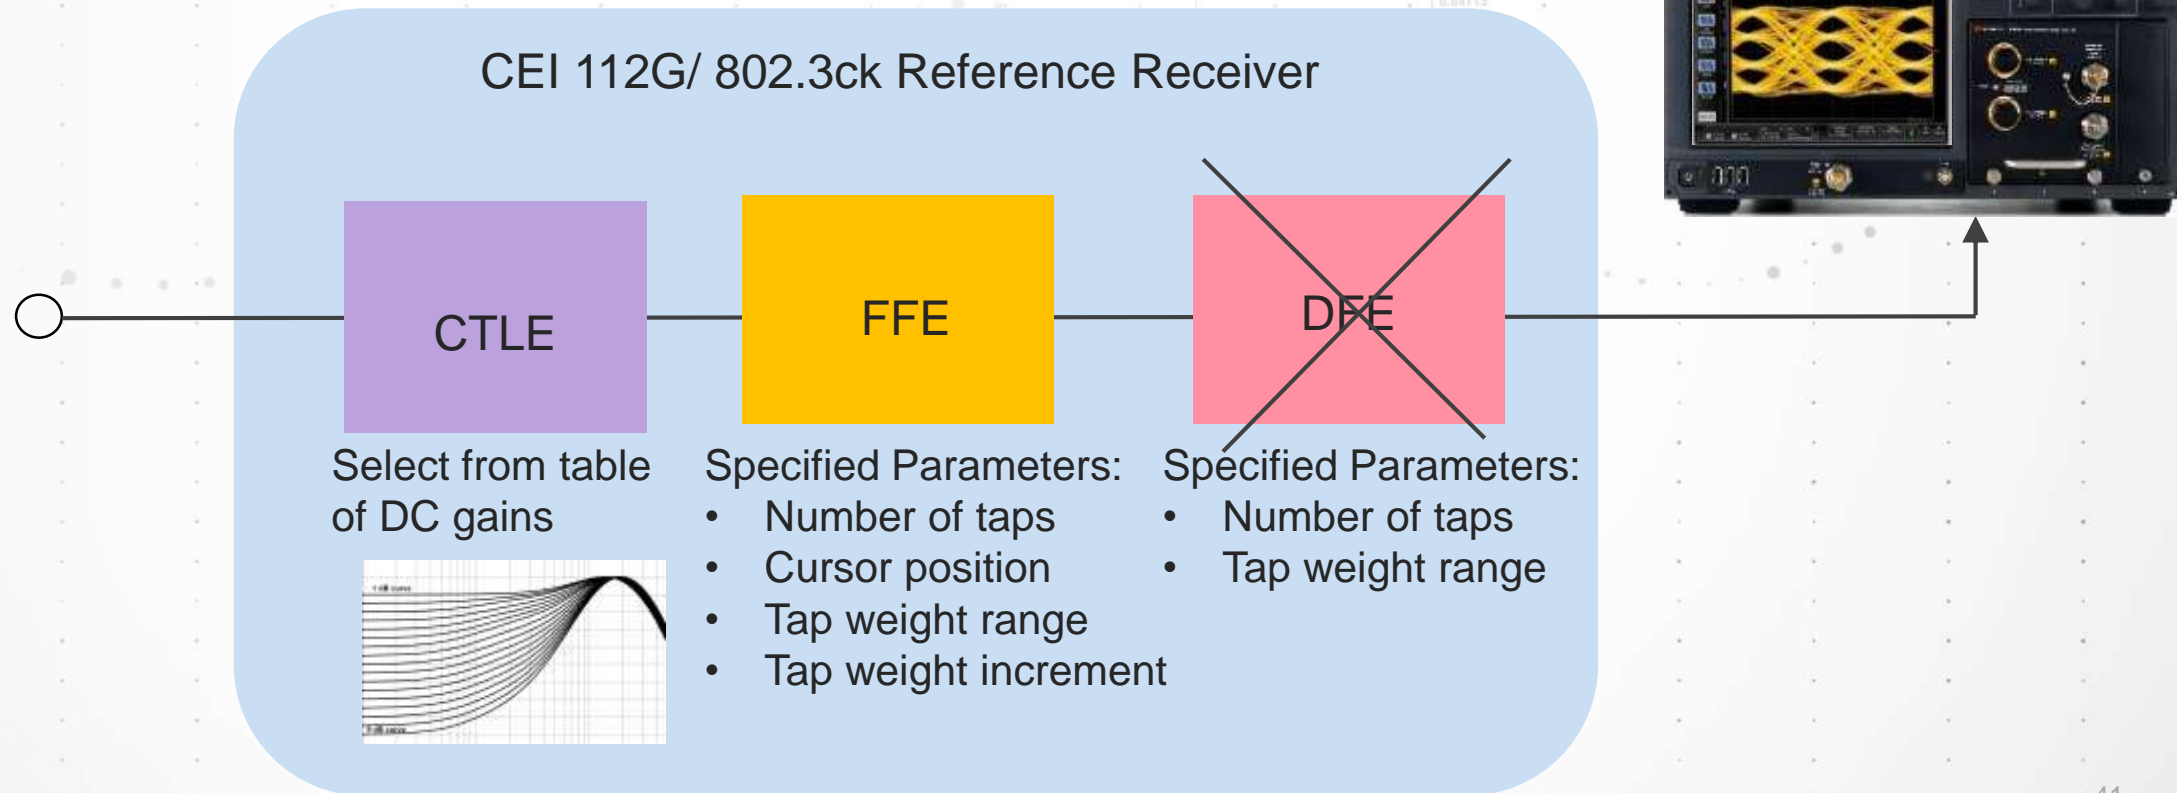 CEI 112G/ 802.3ck Reference Receiver
CTLE
FFE
DFE
Select from table
of DC gains
Specified Parameters:
• Number of taps
• Cursor position
• Tap weight range
• Tap weight increment
Specified Parameters:
• Number of taps
• Tap weight range